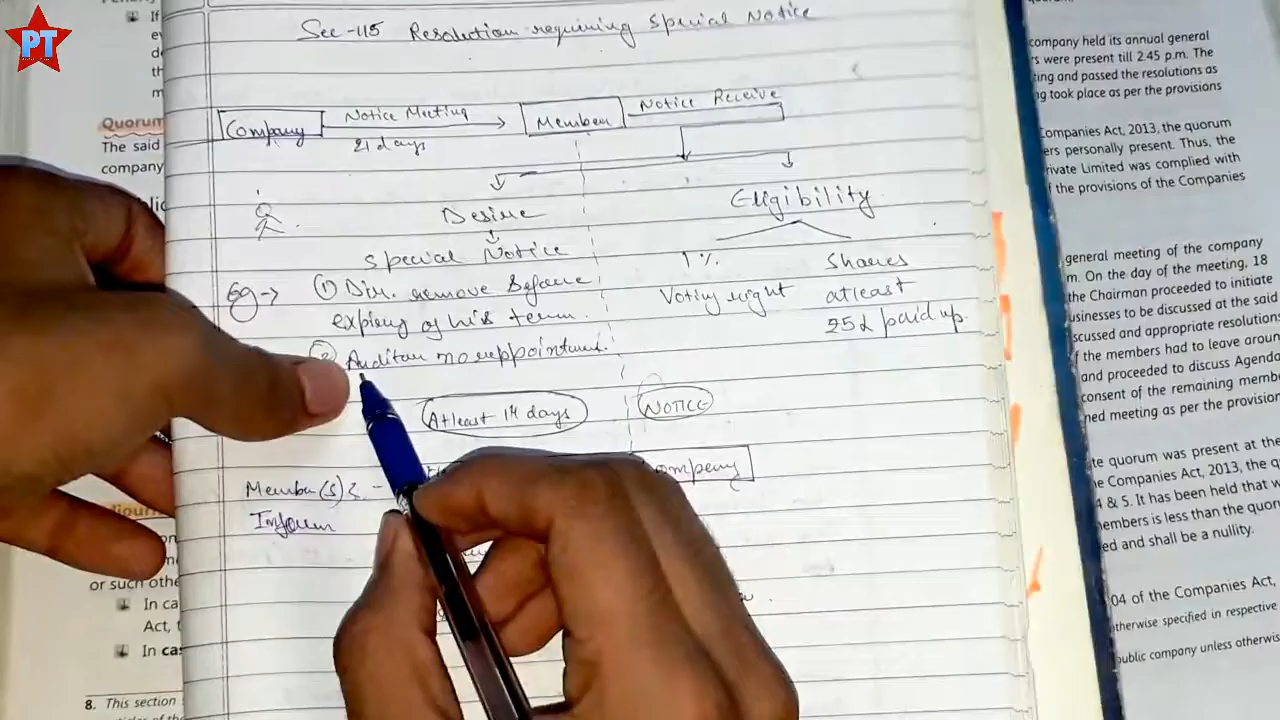 PT
Sec-115 Resolution requiring Special Notice
Company
Notice Meeting
21 days
Member
Notice Receive
Desire
Special Notice
Eg → ① Dir. remove before
expiry of his term.
② Auditor no reppointment.
Eligibility
1%
Voting right
Shares
atleast
25L paid up.
Atleast 14 days
NOTICE
Company
Member(s)
Inform
If
Quorum
The said
company
or such othe
In ca
Act, t
In cas
8. This section
company held its annual general
rs were present till 2.45 p.m. The
ting and passed the resolutions as
ng took place as per the provisions
Companies Act, 2013, the quorum
ers personally present. Thus, the
rivate Limited was complied with
f the provisions of the Companies
general meeting of the company
m. On the day of the meeting, 18
the Chairman proceeded to initiate
usinesses to be discussed at the said
scussed and appropriate resolutions
f the members had to leave aroun
and proceeded to discuss Agenda
consent of the remaining membe
ned meeting as per the provision
te quorum was present at the
e Companies Act, 2013, the q
4 & 5. It has been held that w
embers is less than the quor
ed and shall be a nullity.
04 of the Companies Act,
otherwise specified in respective
public company unless otherwis